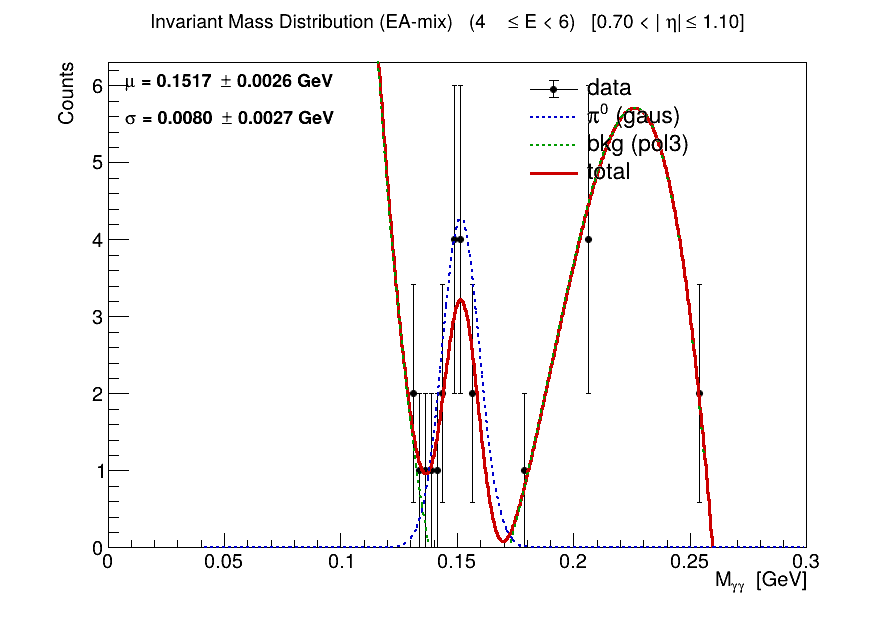 Invariant Mass Distribution (EA-mix) (4 ≤ E < 6) [0.70 < | η| ≤ 1.10]
Counts
μ = 0.1517 ± 0.0026 GeV
σ = 0.0080 ± 0.0027 GeV
data
π⁰ (gaus)
bkg (pol3)
total
6
5
4
3
2
1
0
0 0.05 0.1 0.15 0.2 0.25 0.3
M_γγ [GeV]